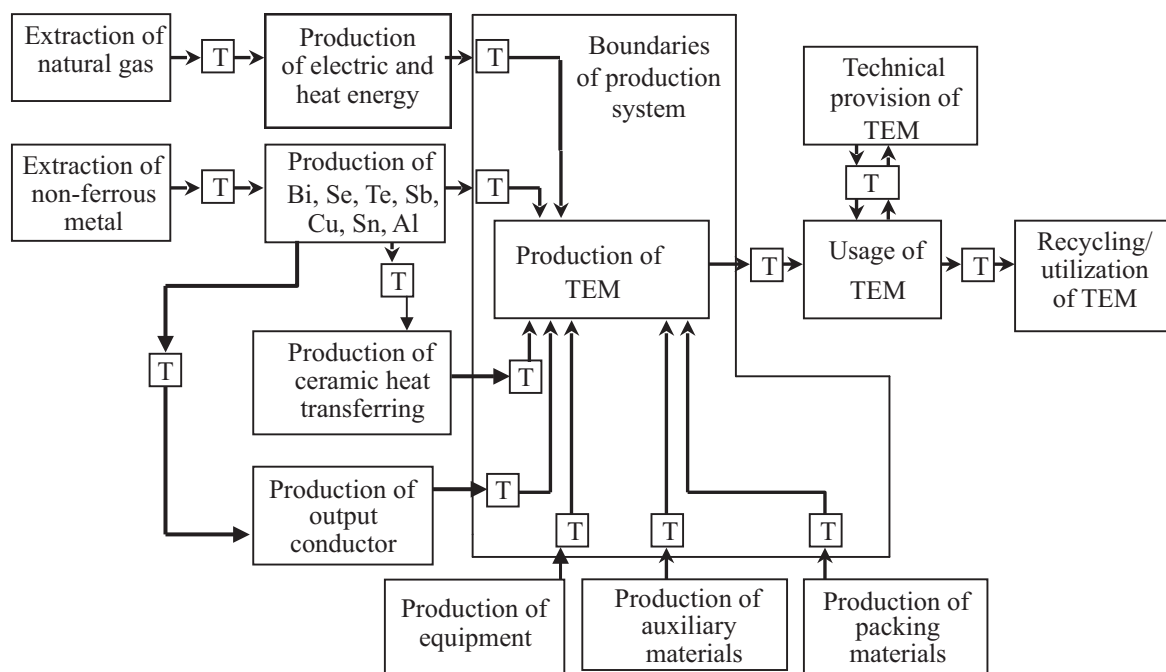 Extraction of
natural gas
T
Production
of electric and
heat energy
T
Boundaries
of production
system
Technical
provision of
TEM
T
Extraction of
non-ferrous
metal
T
Production of
Bi, Se, Te, Sb,
Cu, Sn, Al
T
T
Production of
TEM
T
Usage of
TEM
T
Recycling/
utilization
of TEM
T
Production of
ceramic heat
transferring
T
Production of
output
conductor
T
T
T
T
Production of
equipment
Production of
auxiliary
materials
Production of
packing
materials